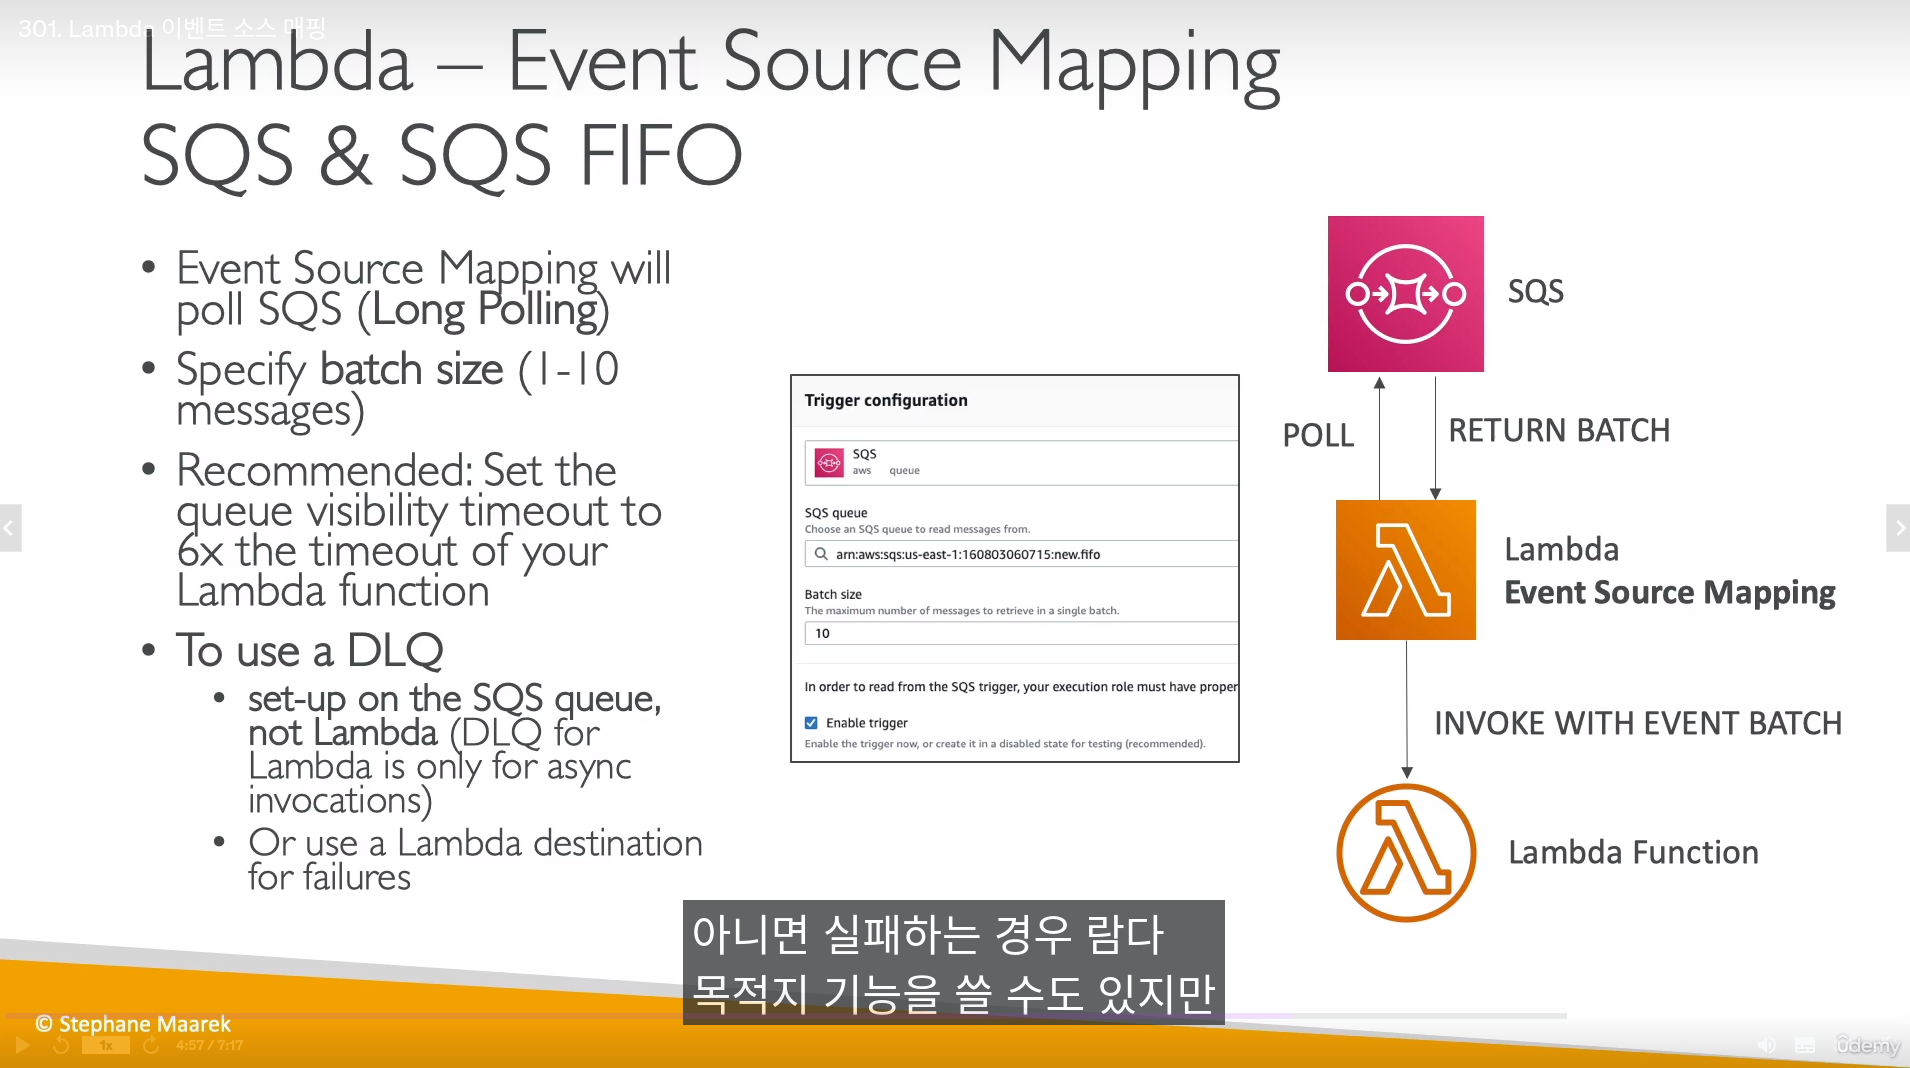 301. Lambda 이벤트 소스 매핑
Lambda – Event Source Mapping
SQS & SQS FIFO
• Event Source Mapping will
poll SQS (Long Polling)
• Specify batch size (1-10
messages)
• Recommended: Set the
queue visibility timeout to
6x the timeout of your
Lambda function
• To use a DLQ
• set-up on the SQS queue,
not Lambda (DLQ for
Lambda is only for async
invocations)
• Or use a Lambda destination
for failures
Trigger configuration
SQS
aws queue
SQS queue
Choose an SQS queue to read messages from.
arn:aws:sqs:us-east-1:160803060715:new.fifo
Batch size
The maximum number of messages to retrieve in a single batch.
10
In order to read from the SQS trigger, your execution role must have proper
Enable trigger
Enable the trigger now, or create it in a disabled state for testing (recommended).
SQS
POLL
RETURN BATCH
Lambda
Event Source Mapping
INVOKE WITH EVENT BATCH
Lambda Function
아니면 실패하는 경우 람다
목적지 기능을 쓸 수도 있지만
© Stephane Maarek
1x
4:57 / 7:17
ûdemy